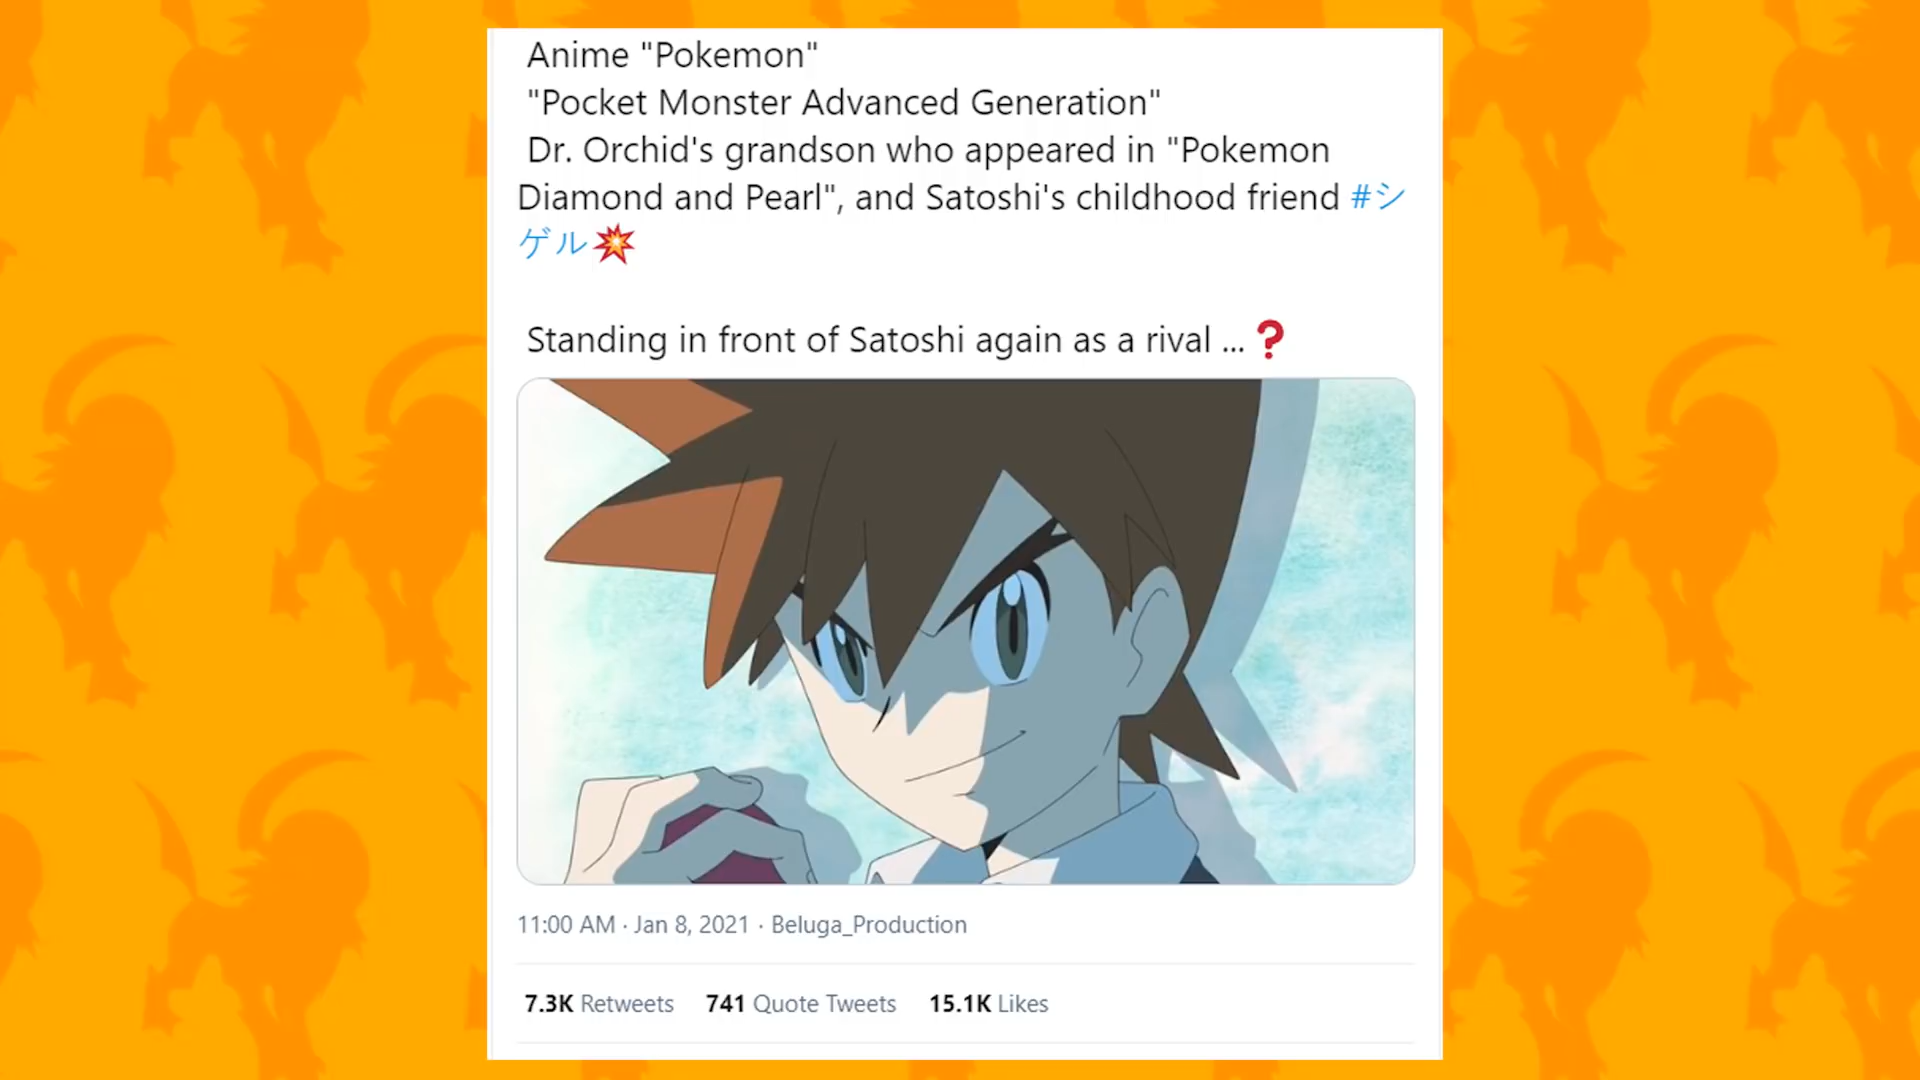 Anime "Pokemon"
"Pocket Monster Advanced Generation"
Dr. Orchid's grandson who appeared in "Pokemon
Diamond and Pearl", and Satoshi's childhood friend #シ
ゲル💥
Standing in front of Satoshi again as a rival ...❓
11:00 AM · Jan 8, 2021 · Beluga_Production
7.3K Retweets 741 Quote Tweets 15.1K Likes